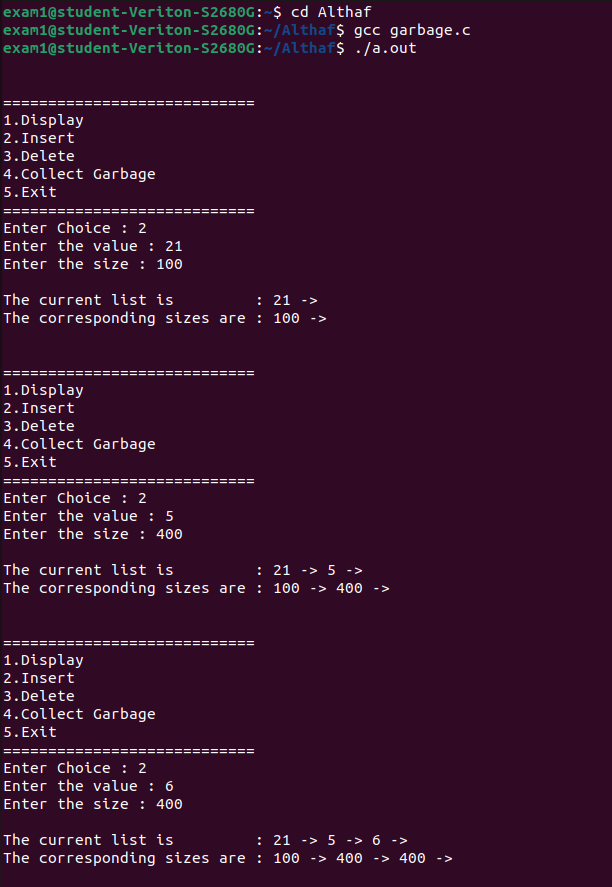 exam1@student-Veriton-S2680G:~$ cd Althaf
exam1@student-Veriton-S2680G:~/Althaf$ gcc garbage.c
exam1@student-Veriton-S2680G:~/Althaf$ ./a.out
============================
1.Display
2.Insert
3.Delete
4.Collect Garbage
5.Exit
============================
Enter Choice : 2
Enter the value : 21
Enter the size : 100
The current list is         : 21 ->
The corresponding sizes are : 100 ->
============================
1.Display
2.Insert
3.Delete
4.Collect Garbage
5.Exit
============================
Enter Choice : 2
Enter the value : 5
Enter the size : 400
The current list is         : 21 -> 5 ->
The corresponding sizes are : 100 -> 400 ->
============================
1.Display
2.Insert
3.Delete
4.Collect Garbage
5.Exit
============================
Enter Choice : 2
Enter the value : 6
Enter the size : 400
The current list is         : 21 -> 5 -> 6 ->
The corresponding sizes are : 100 -> 400 -> 400 ->